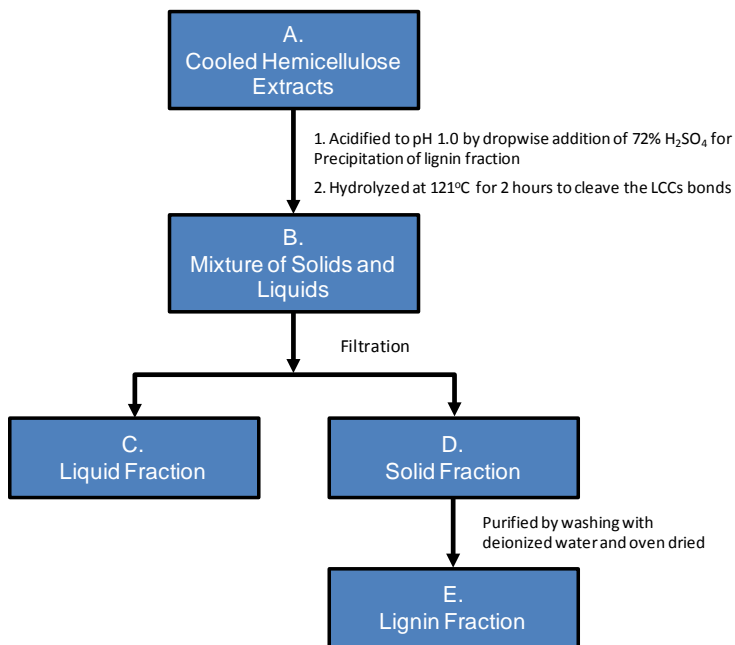 A.
Cooled Hemicellulose
Extracts
1. Acidified to pH 1.0 by dropwise addition of 72% H₂SO₄ for
Precipitation of lignin fraction
2. Hydrolyzed at 121°C for 2 hours to cleave the LCCs bonds
B.
Mixture of Solids and
Liquids
Filtration
C.
Liquid Fraction
D.
Solid Fraction
Purified by washing with
deionized water and oven dried
E.
Lignin Fraction